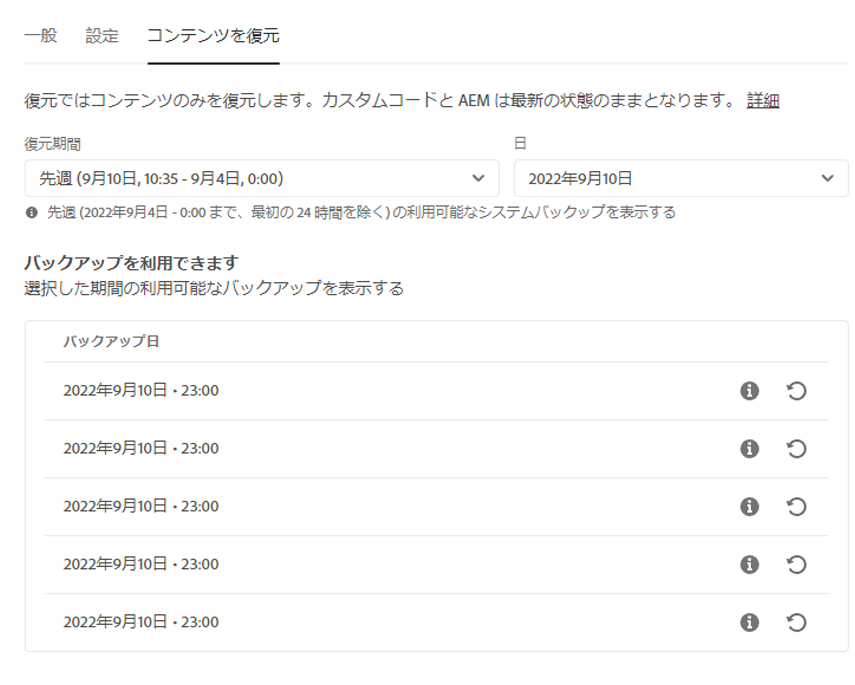 一般 設定 コンテンツを復元
復元ではコンテンツのみを復元します。カスタムコードと AEM は最新の状態のままとなります。 詳細
復元期間 日
先週 (9月10日, 10:35 - 9月4日, 0:00) 2022年9月10日
先週 (2022年9月4日 - 0:00 まで、最初の 24 時間を除く) の利用可能なシステムバックップを表示する
バックアップを利用できます
選択した期間の利用可能なバックアップを表示する
バックアップ日
2022年9月10日 • 23:00
2022年9月10日 • 23:00
2022年9月10日 • 23:00
2022年9月10日 • 23:00
2022年9月10日 • 23:00